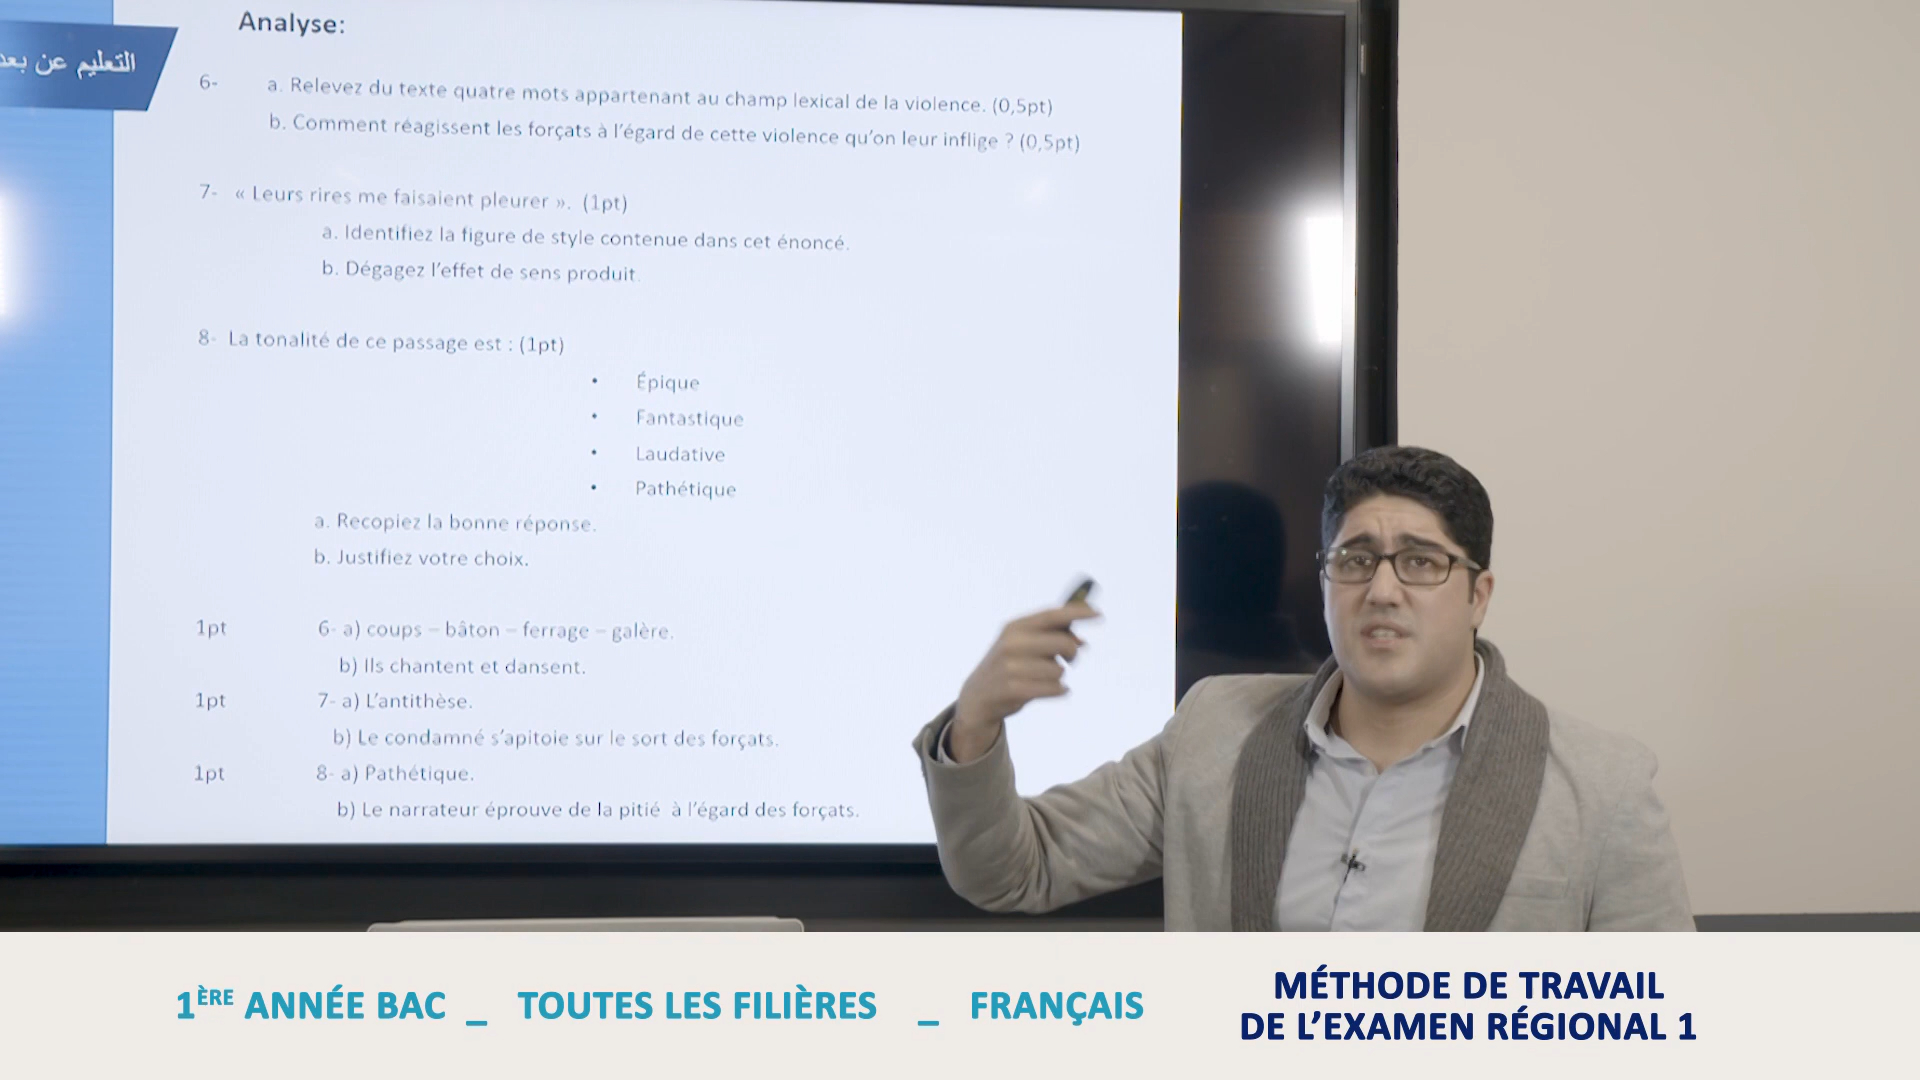 التعليم عن بعد
Analyse:
6- a. Relevez du texte quatre mots appartenant au champ lexical de la violence. (0,5pt)
b. Comment réagissent les forçats à l'égard de cette violence qu'on leur inflige ? (0,5pt)
7- « Leurs rires me faisaient pleurer ». (1pt)
a. Identifiez la figure de style contenue dans cet énoncé.
b. Dégagez l'effet de sens produit.
8- La tonalité de ce passage est : (1pt)
• Épique
• Fantastique
• Laudative
• Pathétique
a. Recopiez la bonne réponse.
b. Justifiez votre choix.
1pt 6- a) coups – bâton – ferrage – galère.
b) Ils chantent et dansent.
1pt 7- a) L'antithèse.
b) Le condamné s'apitoie sur le sort des forçats.
1pt 8- a) Pathétique.
b) Le narrateur éprouve de la pitié à l'égard des forçats.
1ÈRE ANNÉE BAC _ TOUTES LES FILIÈRES _ FRANÇAIS
MÉTHODE DE TRAVAIL
DE L'EXAMEN RÉGIONAL 1